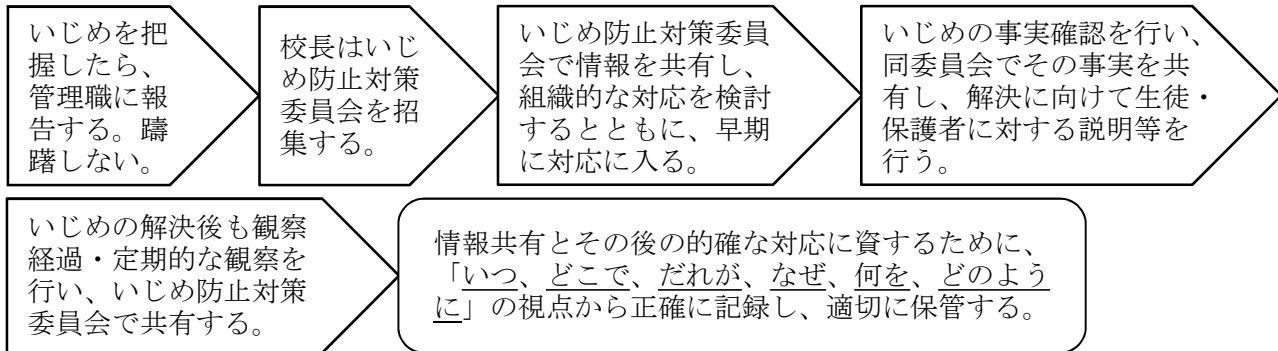 いじめを把
握したら、
管理職に報
告する。躊
躇しない。
校長はいじ
め防止対策
委員会を招
集する。
いじめ防止対策委員
会で情報を共有し、
組織的な対応を検討
するとともに、早期
に対応に入る。
いじめの事実確認を行い、
同委員会でその事実を共
有し、解決に向けて生徒・
保護者に対する説明等を
行う。
いじめの解決後も観察
経過・定期的な観察を
行い、いじめ防止対策
委員会で共有する。
情報共有とその後の的確な対応に資するために、
「いつ、どこで、だれが、なぜ、何を、どのよう
に」の視点から正確に記録し、適切に保管する。